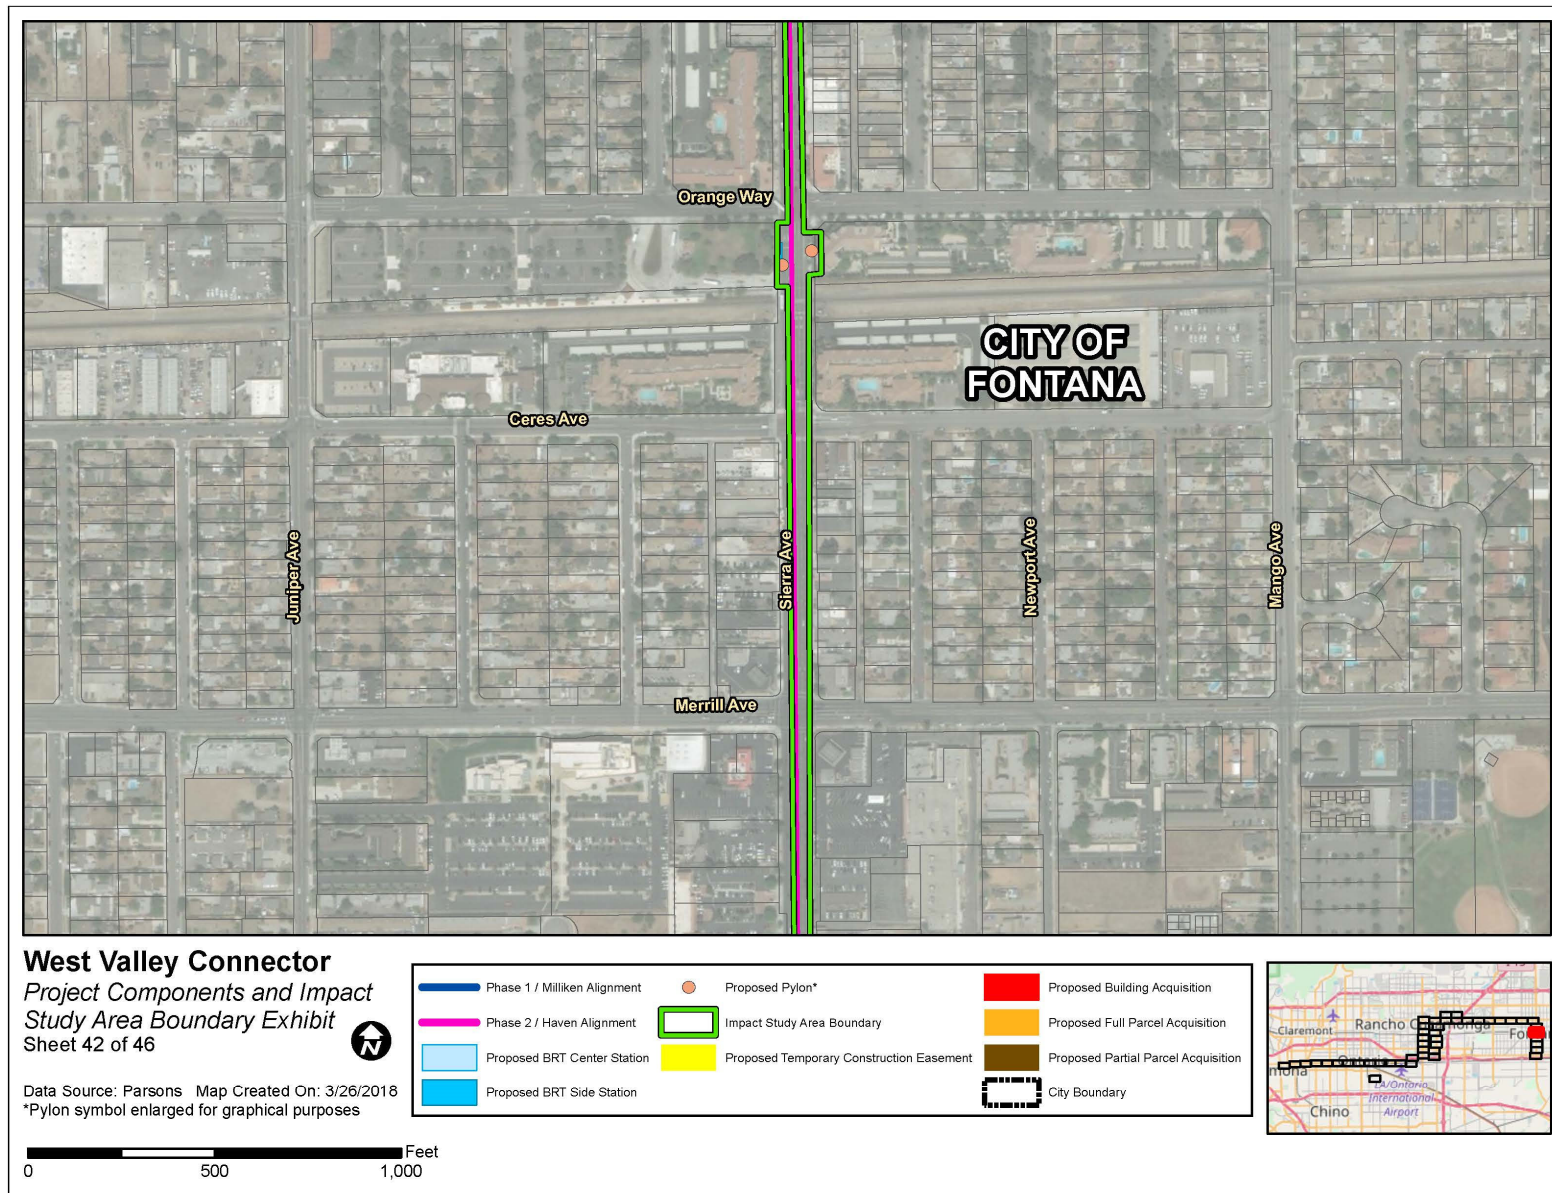 Orange Way
CITY OF
FONTANA
Ceres Ave
Juniper Ave
Sierra Ave
Newport Ave
Mango Ave
Merrill Ave
West Valley Connector
Project Components and Impact
Study Area Boundary Exhibit
Sheet 42 of 46
N
Data Source: Parsons Map Created On: 3/26/2018
*Pylon symbol enlarged for graphical purposes
Feet
0 500 1,000
Phase 1 / Milliken Alignment
Phase 2 / Haven Alignment
Proposed BRT Center Station
Proposed BRT Side Station
Proposed Pylon*
Impact Study Area Boundary
Proposed Temporary Construction Easement
Proposed Building Acquisition
Proposed Full Parcel Acquisition
Proposed Partial Parcel Acquisition
City Boundary
Claremont
Rancho
Chino
LA/Ontario
International
Airport